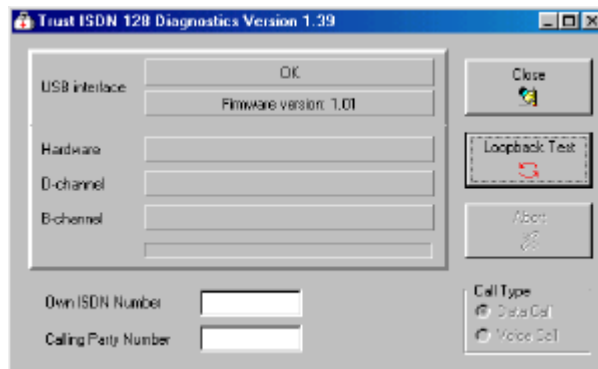 Trust ISDN 128 Diagnostics Version 1.39
USB interface
OK
Firmware version: 1.01
Hardware
D-channel
B-channel
Close
Loopback Test
Abort
Own ISDN Number
Calling Party Number
Call Type
Data Call
Voice Call